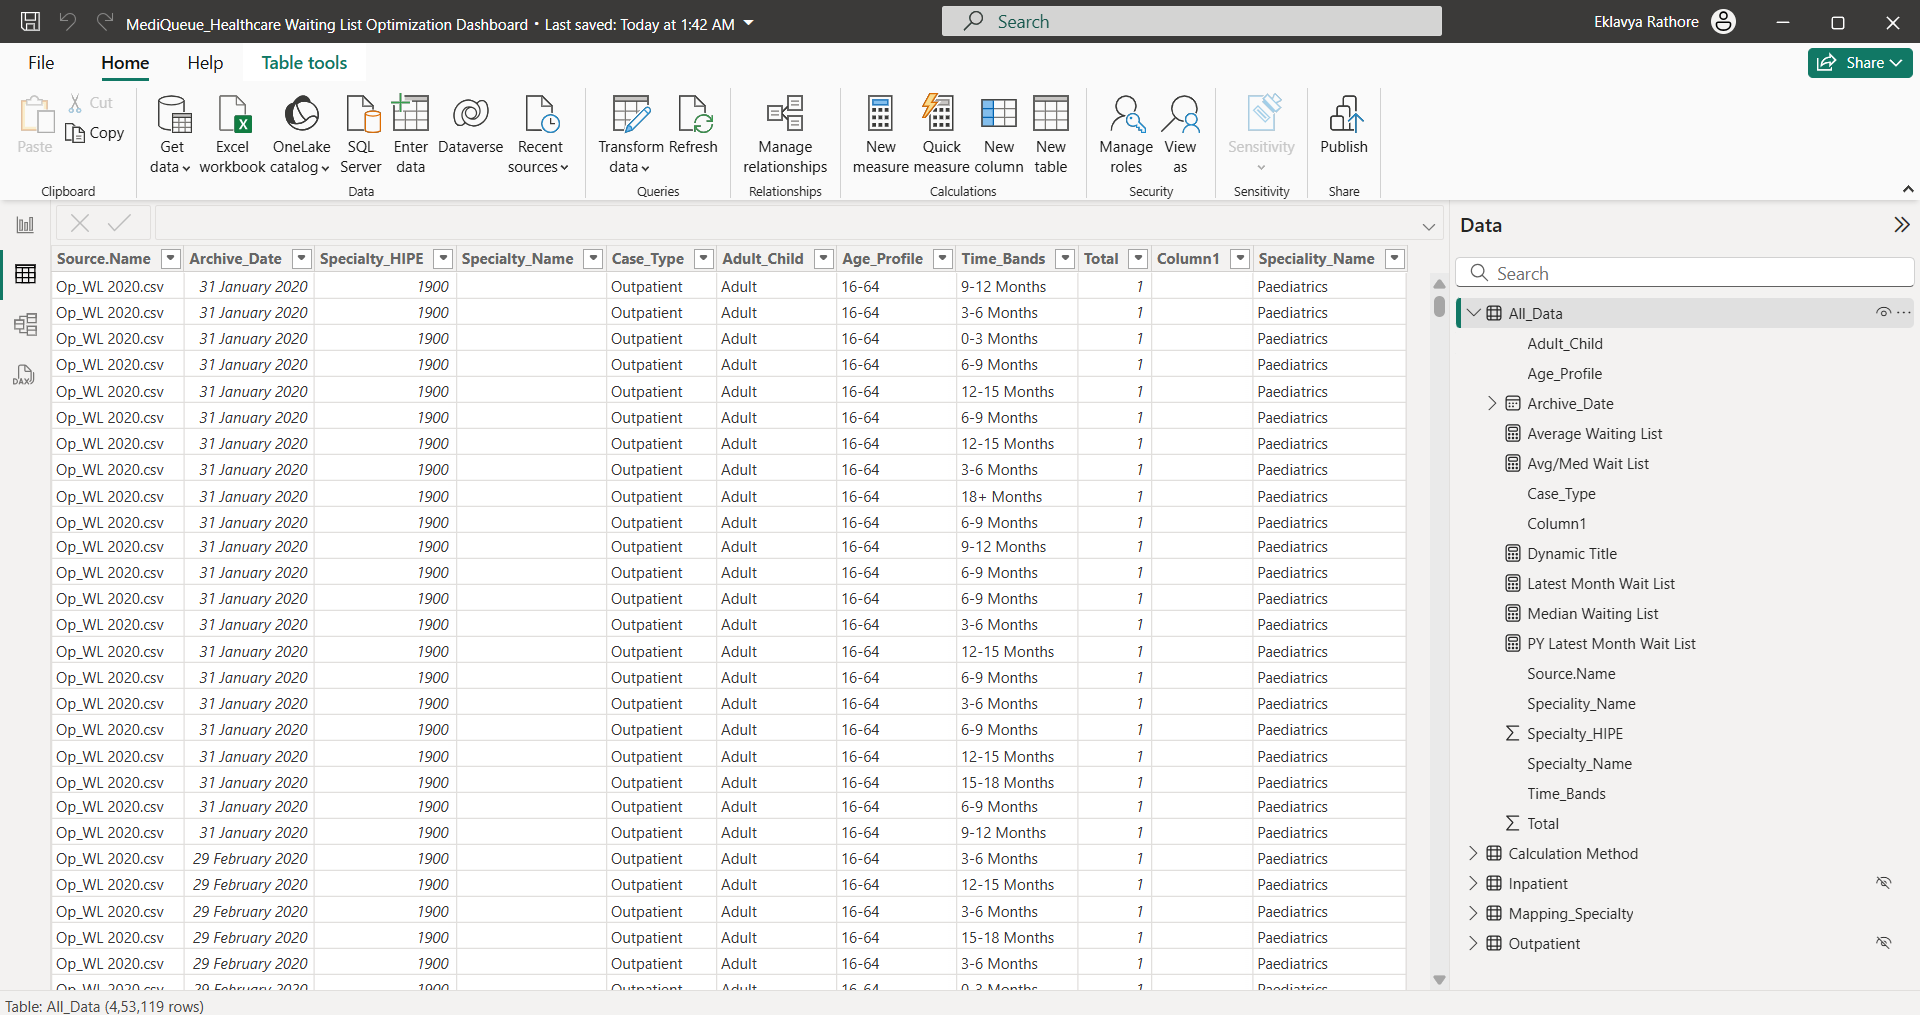 MediQueue_Healthcare Waiting List Optimization Dashboard • Last saved: Today at 1:42 AM
Search
Eklavya Rathore
File Home Help Table tools
Share
Paste
Cut
Copy
Clipboard
Get data
Excel workbook
OneLake catalog
SQL Server
Enter data
Dataverse
Recent sources
Data
Transform data
Refresh
Queries
Manage relationships
Relationships
New measure
Quick measure
New column
New table
Calculations
Manage roles
View as
Security
Sensitivity
Sensitivity
Publish
Share
Source.Name Archive_Date Specialty_HIPE Specialty_Name Case_Type Adult_Child Age_Profile Time_Bands Total Column1 Speciality_Name
Op_WL 2020.csv 31 January 2020 1900 Outpatient Adult 16-64 9-12 Months 1 Paediatrics
Op_WL 2020.csv 31 January 2020 1900 Outpatient Adult 16-64 3-6 Months 1 Paediatrics
Op_WL 2020.csv 31 January 2020 1900 Outpatient Adult 16-64 0-3 Months 1 Paediatrics
Op_WL 2020.csv 31 January 2020 1900 Outpatient Adult 16-64 6-9 Months 1 Paediatrics
Op_WL 2020.csv 31 January 2020 1900 Outpatient Adult 16-64 12-15 Months 1 Paediatrics
Op_WL 2020.csv 31 January 2020 1900 Outpatient Adult 16-64 6-9 Months 1 Paediatrics
Op_WL 2020.csv 31 January 2020 1900 Outpatient Adult 16-64 12-15 Months 1 Paediatrics
Op_WL 2020.csv 31 January 2020 1900 Outpatient Adult 16-64 3-6 Months 1 Paediatrics
Op_WL 2020.csv 31 January 2020 1900 Outpatient Adult 16-64 18+ Months 1 Paediatrics
Op_WL 2020.csv 31 January 2020 1900 Outpatient Adult 16-64 6-9 Months 1 Paediatrics
Op_WL 2020.csv 31 January 2020 1900 Outpatient Adult 16-64 9-12 Months 1 Paediatrics
Op_WL 2020.csv 31 January 2020 1900 Outpatient Adult 16-64 6-9 Months 1 Paediatrics
Op_WL 2020.csv 31 January 2020 1900 Outpatient Adult 16-64 6-9 Months 1 Paediatrics
Op_WL 2020.csv 31 January 2020 1900 Outpatient Adult 16-64 3-6 Months 1 Paediatrics
Op_WL 2020.csv 31 January 2020 1900 Outpatient Adult 16-64 12-15 Months 1 Paediatrics
Op_WL 2020.csv 31 January 2020 1900 Outpatient Adult 16-64 6-9 Months 1 Paediatrics
Op_WL 2020.csv 31 January 2020 1900 Outpatient Adult 16-64 3-6 Months 1 Paediatrics
Op_WL 2020.csv 31 January 2020 1900 Outpatient Adult 16-64 6-9 Months 1 Paediatrics
Op_WL 2020.csv 31 January 2020 1900 Outpatient Adult 16-64 12-15 Months 1 Paediatrics
Op_WL 2020.csv 31 January 2020 1900 Outpatient Adult 16-64 15-18 Months 1 Paediatrics
Op_WL 2020.csv 31 January 2020 1900 Outpatient Adult 16-64 6-9 Months 1 Paediatrics
Op_WL 2020.csv 31 January 2020 1900 Outpatient Adult 16-64 9-12 Months 1 Paediatrics
Op_WL 2020.csv 29 February 2020 1900 Outpatient Adult 16-64 3-6 Months 1 Paediatrics
Op_WL 2020.csv 29 February 2020 1900 Outpatient Adult 16-64 12-15 Months 1 Paediatrics
Op_WL 2020.csv 29 February 2020 1900 Outpatient Adult 16-64 3-6 Months 1 Paediatrics
Op_WL 2020.csv 29 February 2020 1900 Outpatient Adult 16-64 15-18 Months 1 Paediatrics
Op_WL 2020.csv 29 February 2020 1900 Outpatient Adult 16-64 3-6 Months 1 Paediatrics
Op_WL 2020.csv 29 February 2020 1900 Outpatient Adult 16-64 0-3 Months 1 Paediatrics
Data
Search
All_Data
Adult_Child
Age_Profile
Archive_Date
Average Waiting List
Avg/Med Wait List
Case_Type
Column1
Dynamic Title
Latest Month Wait List
Median Waiting List
PY Latest Month Wait List
Source.Name
Speciality_Name
Specialty_HIPE
Specialty_Name
Time_Bands
Total
Calculation Method
Inpatient
Mapping_Specialty
Outpatient
DAX
Table: All_Data (4,53,119 rows)